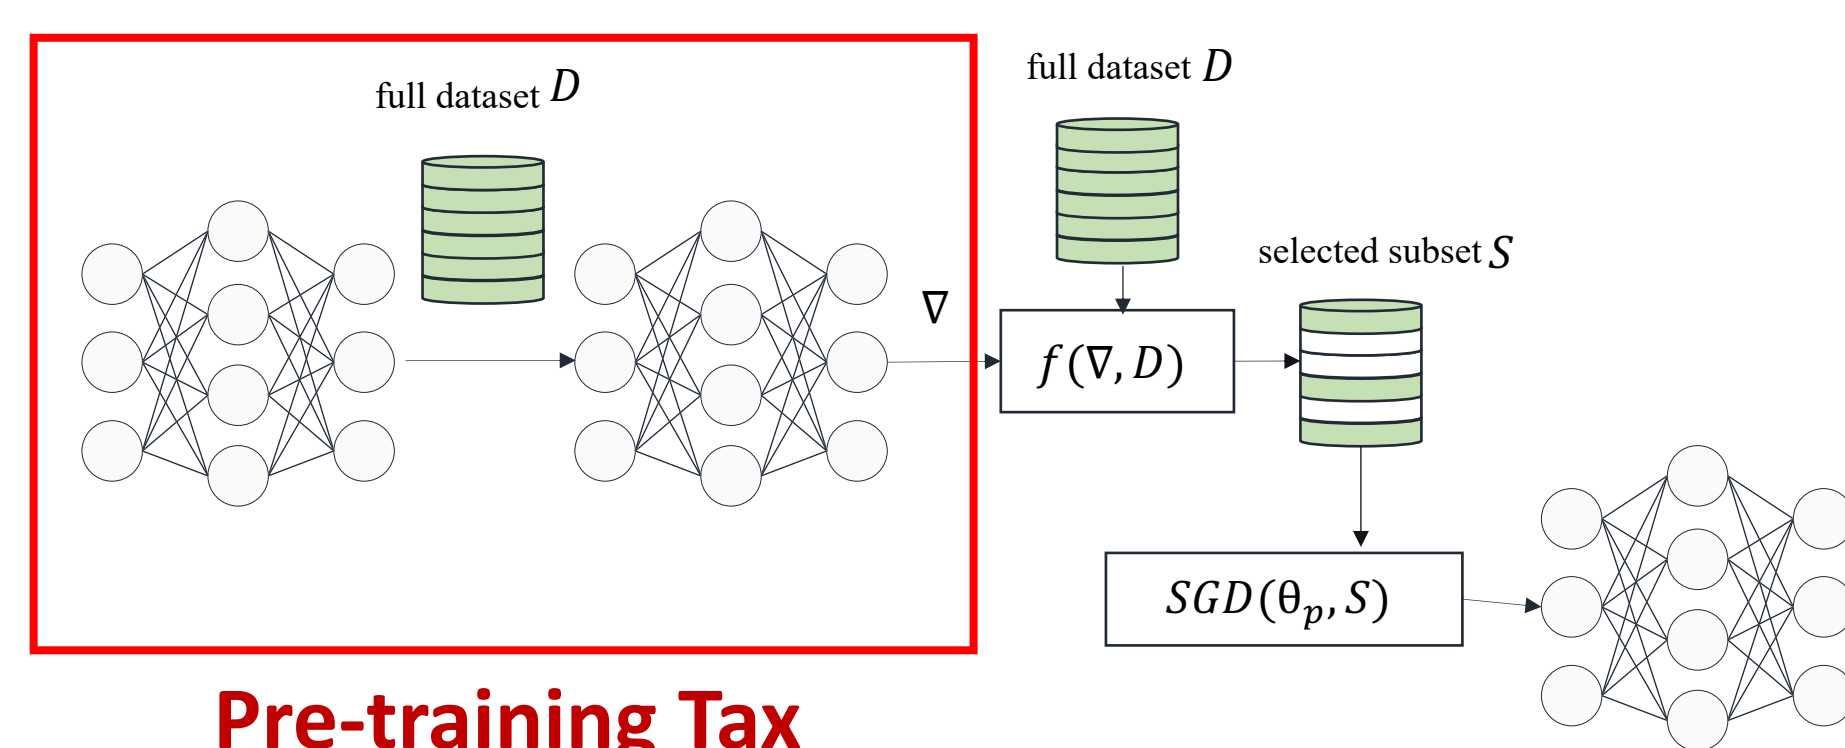 full dataset D
full dataset D
selected subset S
∇
f(∇, D)
SGD(θₚ, S)
Pre-training Tax